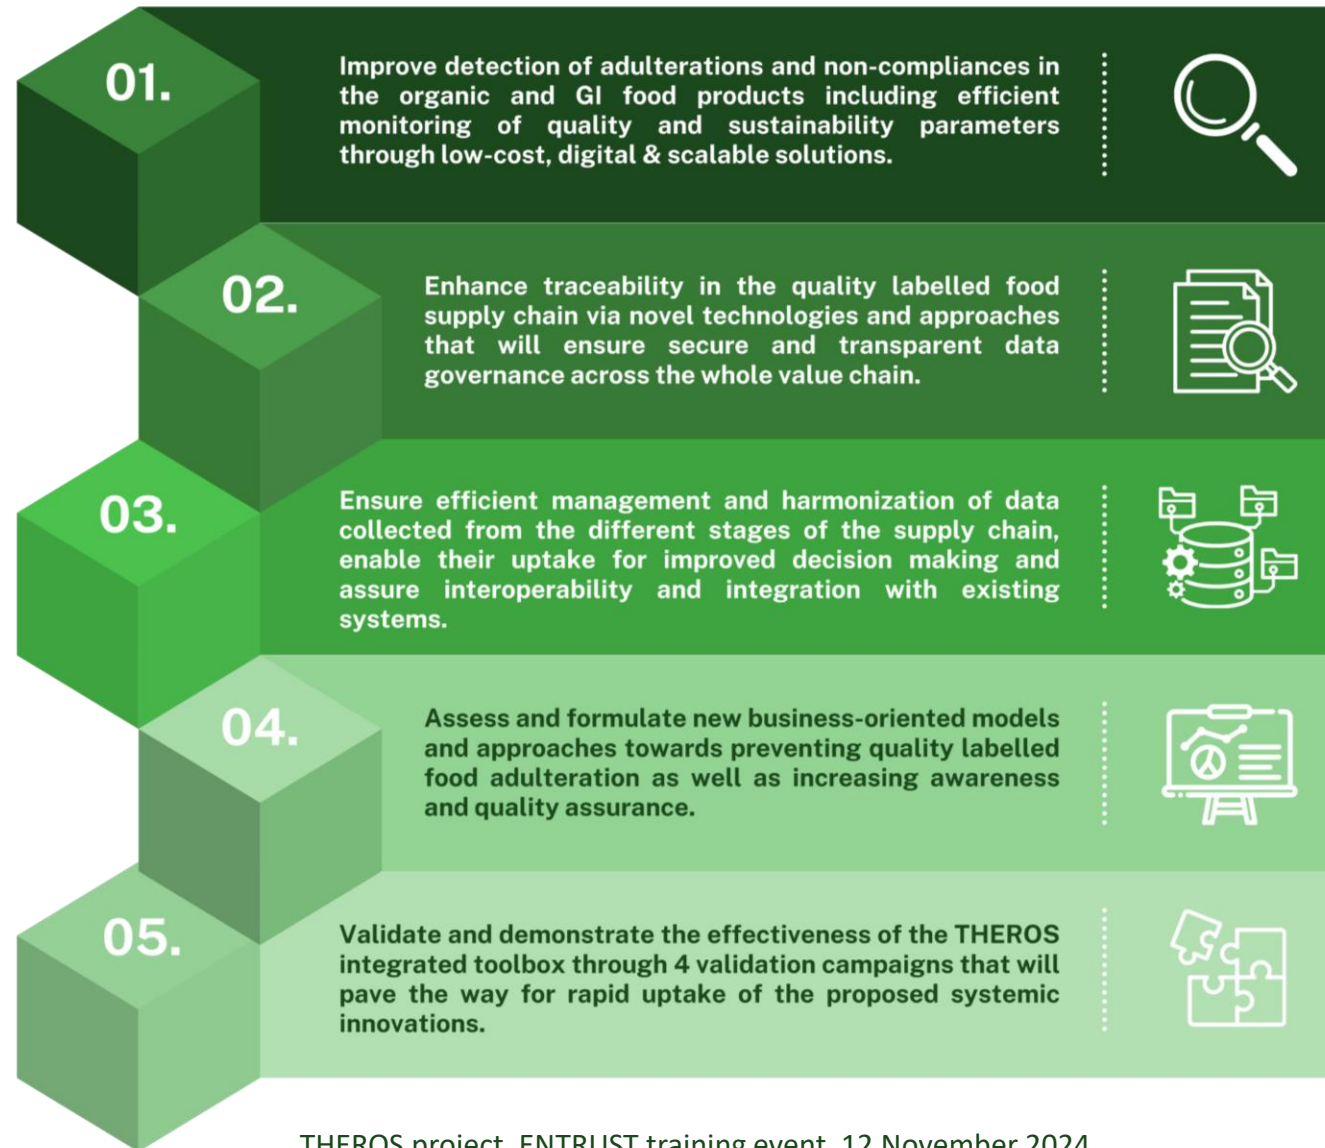 01.
Improve detection of adulterations and non-compliances in
the organic and GI food products including efficient
monitoring of quality and sustainability parameters
through low-cost, digital & scalable solutions.
02.
Enhance traceability in the quality labelled food
supply chain via novel technologies and approaches
that will ensure secure and transparent data
governance across the whole value chain.
03.
Ensure efficient management and harmonization of data
collected from the different stages of the supply chain,
enable their uptake for improved decision making and
assure interoperability and integration with existing
systems.
04.
Assess and formulate new business-oriented models
and approaches towards preventing quality labelled
food adulteration as well as increasing awareness
and quality assurance.
05.
Validate and demonstrate the effectiveness of the THEROS
integrated toolbox through 4 validation campaigns that will
pave the way for rapid uptake of the proposed systemic
innovations.
THEROS project, ENTRUST training event, 12 November 2024